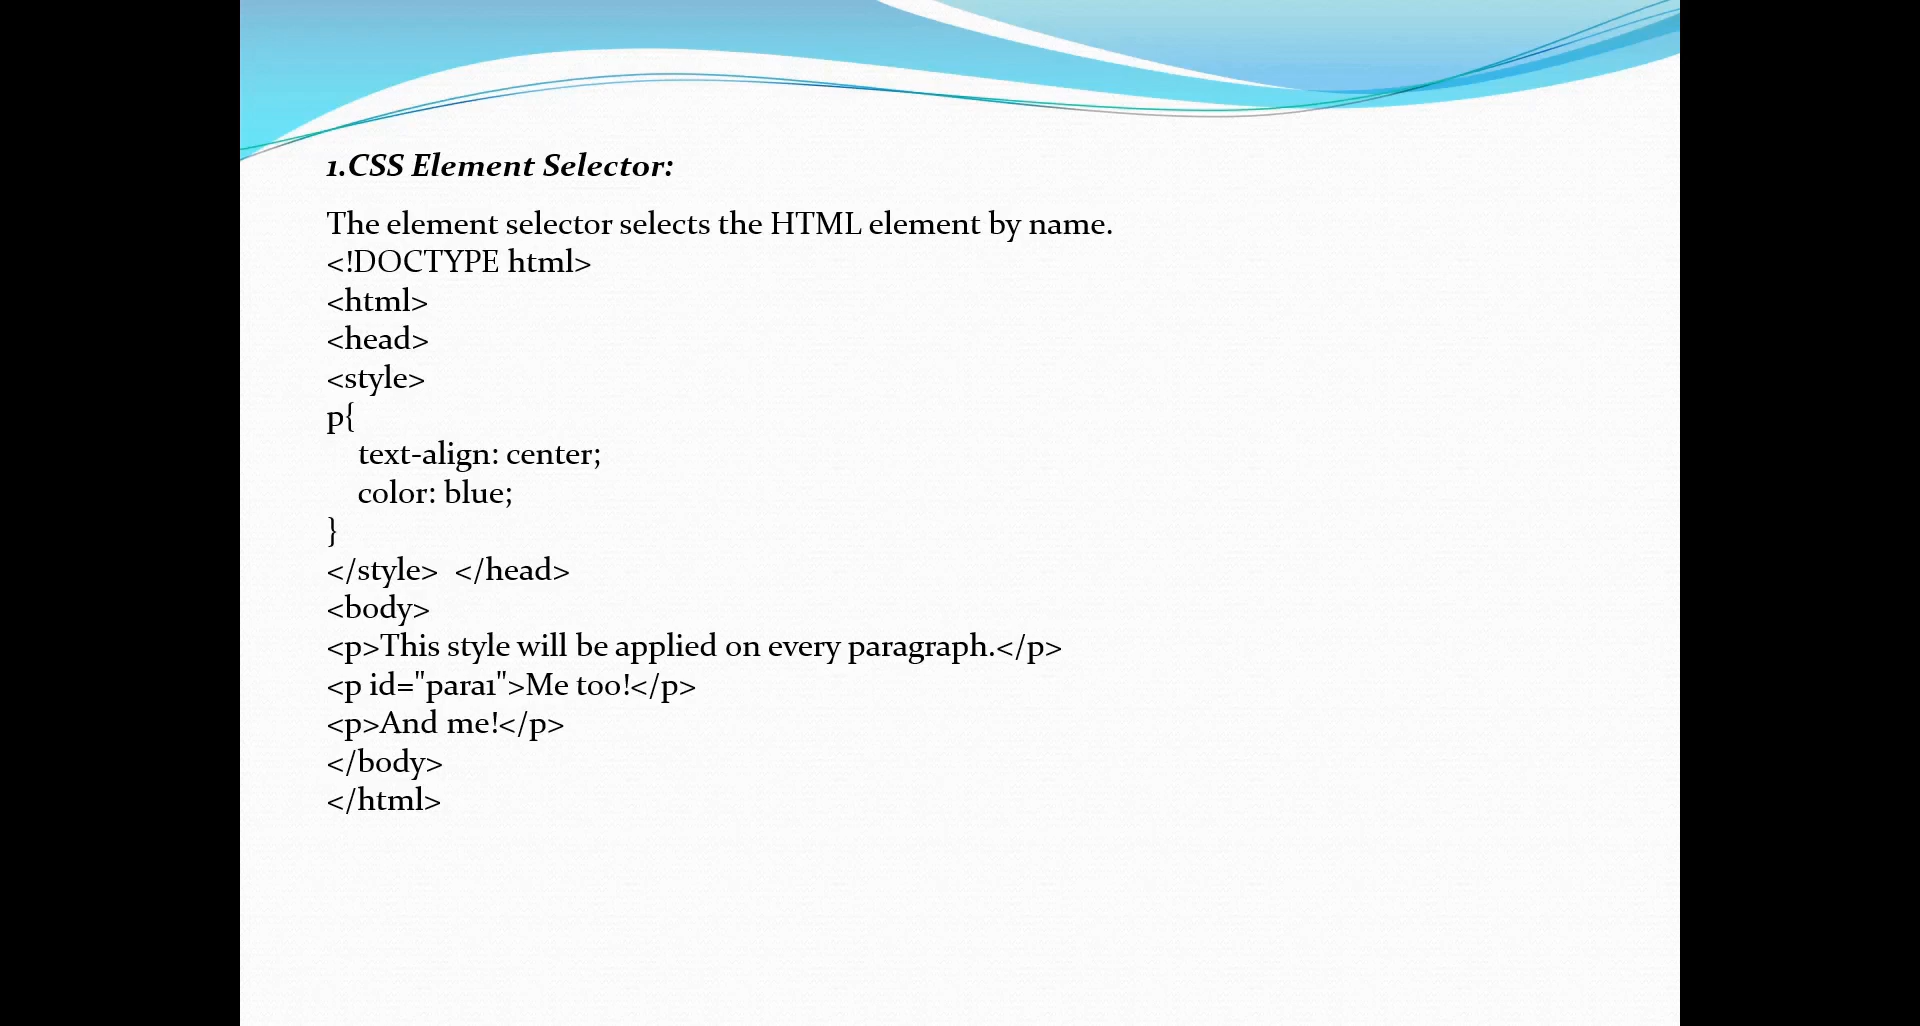 1.CSS Element Selector:
The element selector selects the HTML element by name.
<!DOCTYPE html>
<html>
<head>
<style>
p{
    text-align: center;
    color: blue;
}
</style>  </head>
<body>
<p>This style will be applied on every paragraph.</p>
<p id="para1">Me too!</p>
<p>And me!</p>
</body>
</html>